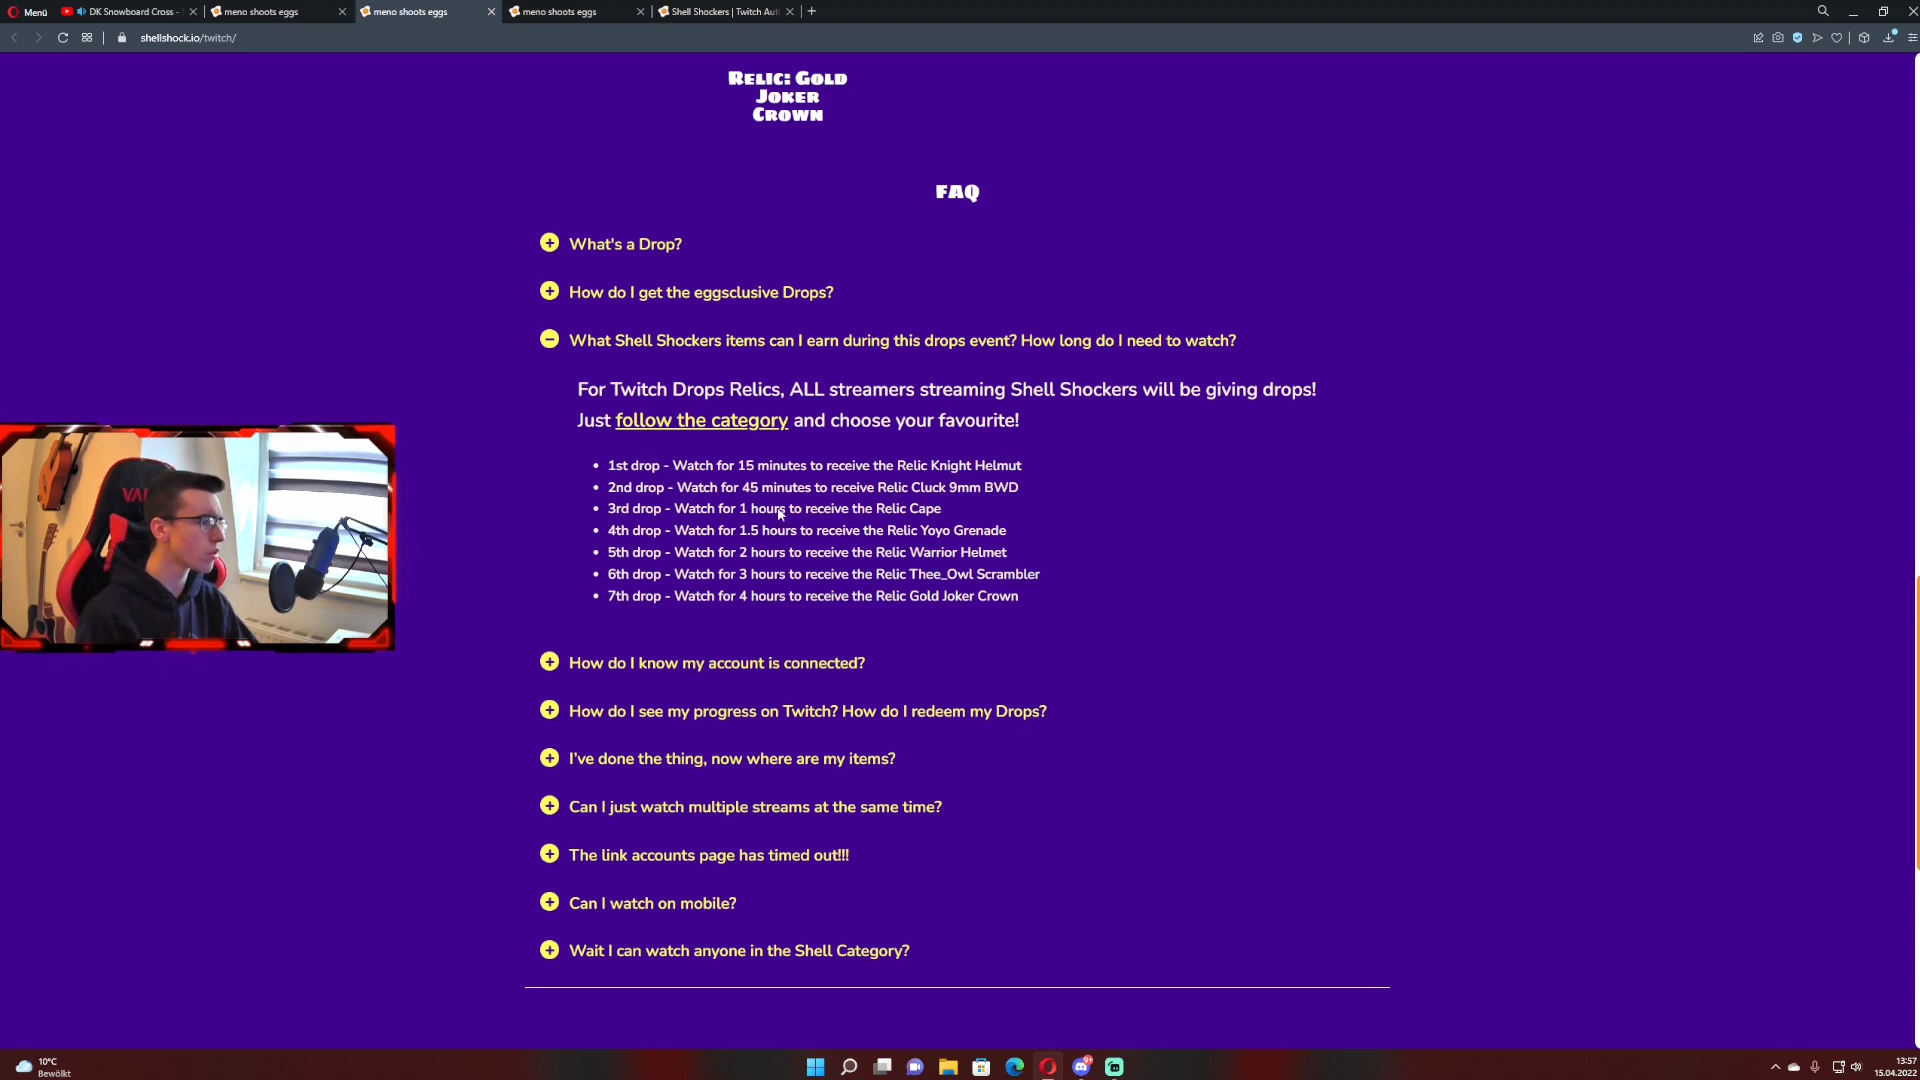 Menü
DK Snowboard Cross -
meno shoots eggs
meno shoots eggs
meno shoots eggs
Shell Shockers | Twitch Aut
shellshock.io/twitch/
Relic: Gold
Joker
Crown
FAQ
What's a Drop?
How do I get the eggsclusive Drops?
What Shell Shockers items can I earn during this drops event? How long do I need to watch?
For Twitch Drops Relics, ALL streamers streaming Shell Shockers will be giving drops!
Just follow the category and choose your favourite!
• 1st drop - Watch for 15 minutes to receive the Relic Knight Helmut
• 2nd drop - Watch for 45 minutes to receive Relic Cluck 9mm BWD
• 3rd drop - Watch for 1 hours to receive the Relic Cape
• 4th drop - Watch for 1.5 hours to receive the Relic Yoyo Grenade
• 5th drop - Watch for 2 hours to receive the Relic Warrior Helmet
• 6th drop - Watch for 3 hours to receive the Relic Thee_Owl Scrambler
• 7th drop - Watch for 4 hours to receive the Relic Gold Joker Crown
How do I know my account is connected?
How do I see my progress on Twitch? How do I redeem my Drops?
I've done the thing, now where are my items?
Can I just watch multiple streams at the same time?
The link accounts page has timed out!!!
Can I watch on mobile?
Wait I can watch anyone in the Shell Category?
10°C
Bewölkt
9+
13:57
15.04.2022